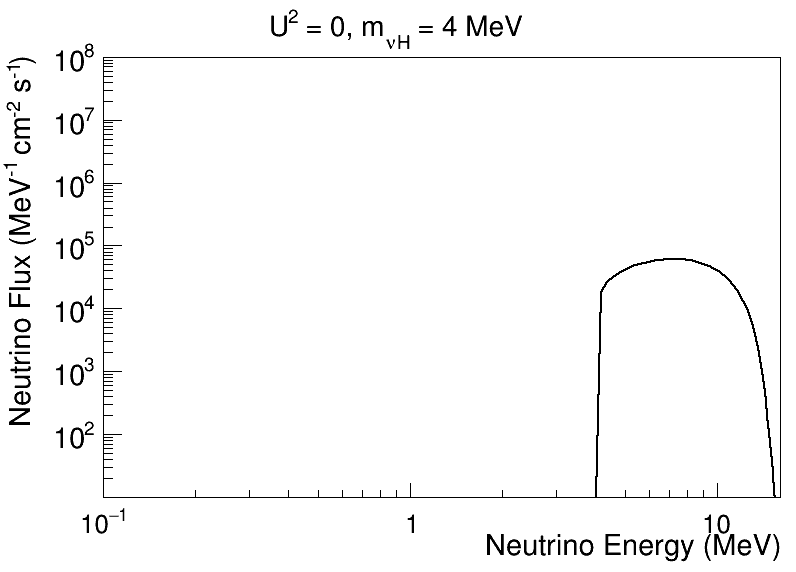 U² = 0, m_νH = 4 MeV
Neutrino Flux (MeV⁻¹ cm⁻² s⁻¹)
10⁸
10⁷
10⁶
10⁵
10⁴
10³
10²
10⁻¹ 1 10
Neutrino Energy (MeV)